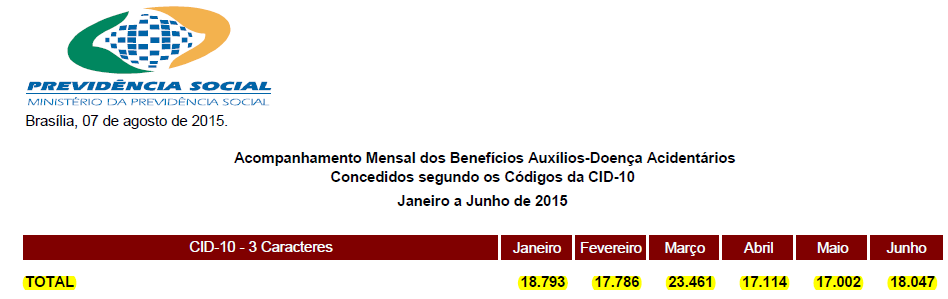 PREVIDÊNCIA SOCIAL
MINISTÉRIO DA PREVIDÊNCIA SOCIAL
Brasília, 07 de agosto de 2015.
Acompanhamento Mensal dos Benefícios Auxílios-Doença Acidentários
Concedidos segundo os Códigos da CID-10
Janeiro a Junho de 2015
CID-10 - 3 Caracteres Janeiro Fevereiro Março Abril Maio Junho
TOTAL 18.793 17.786 23.461 17.114 17.002 18.047